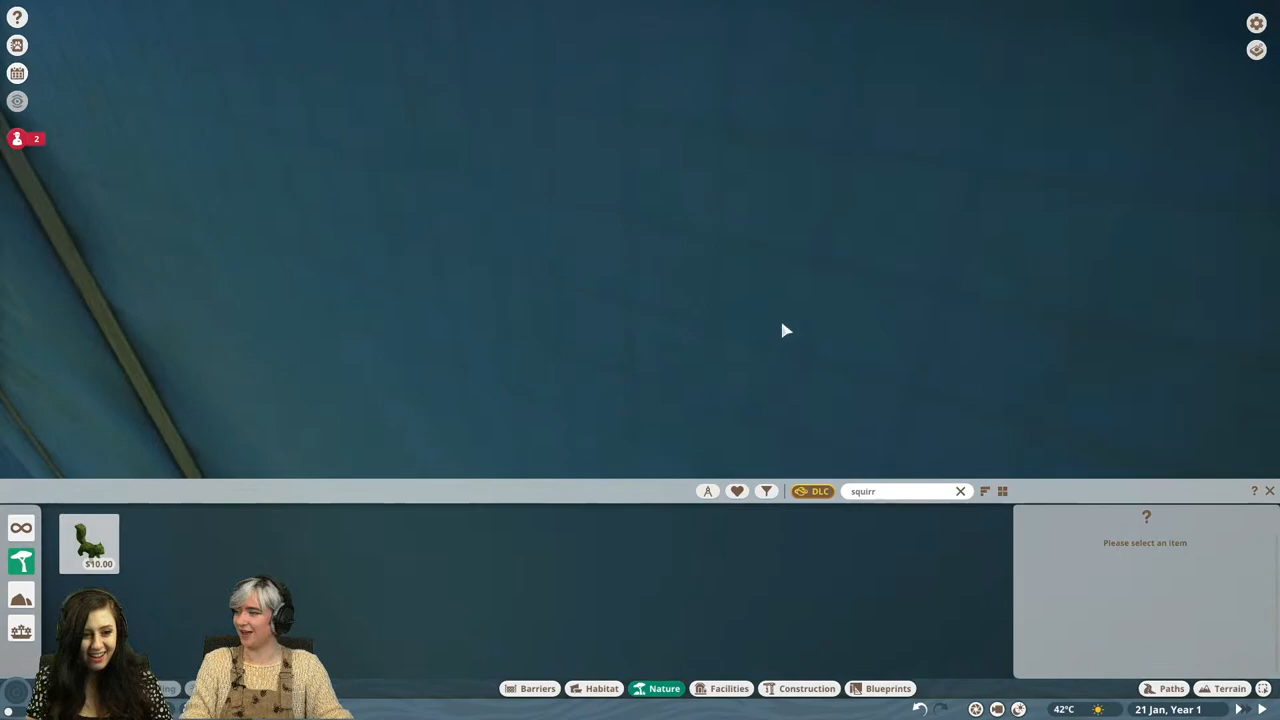 ?
2
DLC
squirr
?
$10.00
?
Please select an item
Barriers
Habitat
Nature
Facilities
Construction
Blueprints
Paths
Terrain
42°C
21 Jan, Year 1